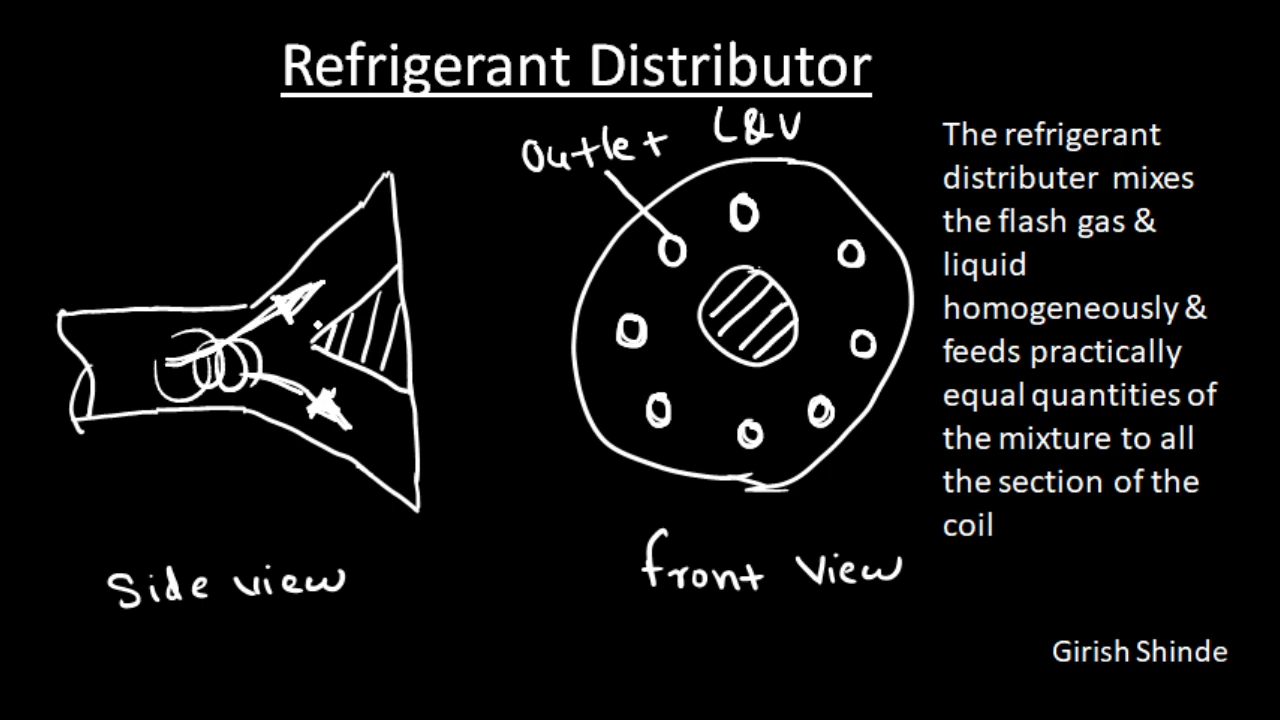 Refrigerant Distributor
Outlet
L&V
The refrigerant
distributer mixes
the flash gas &
liquid
homogeneously &
feeds practically
equal quantities of
the mixture to all
the section of the
coil
Side view
front view
Girish Shinde